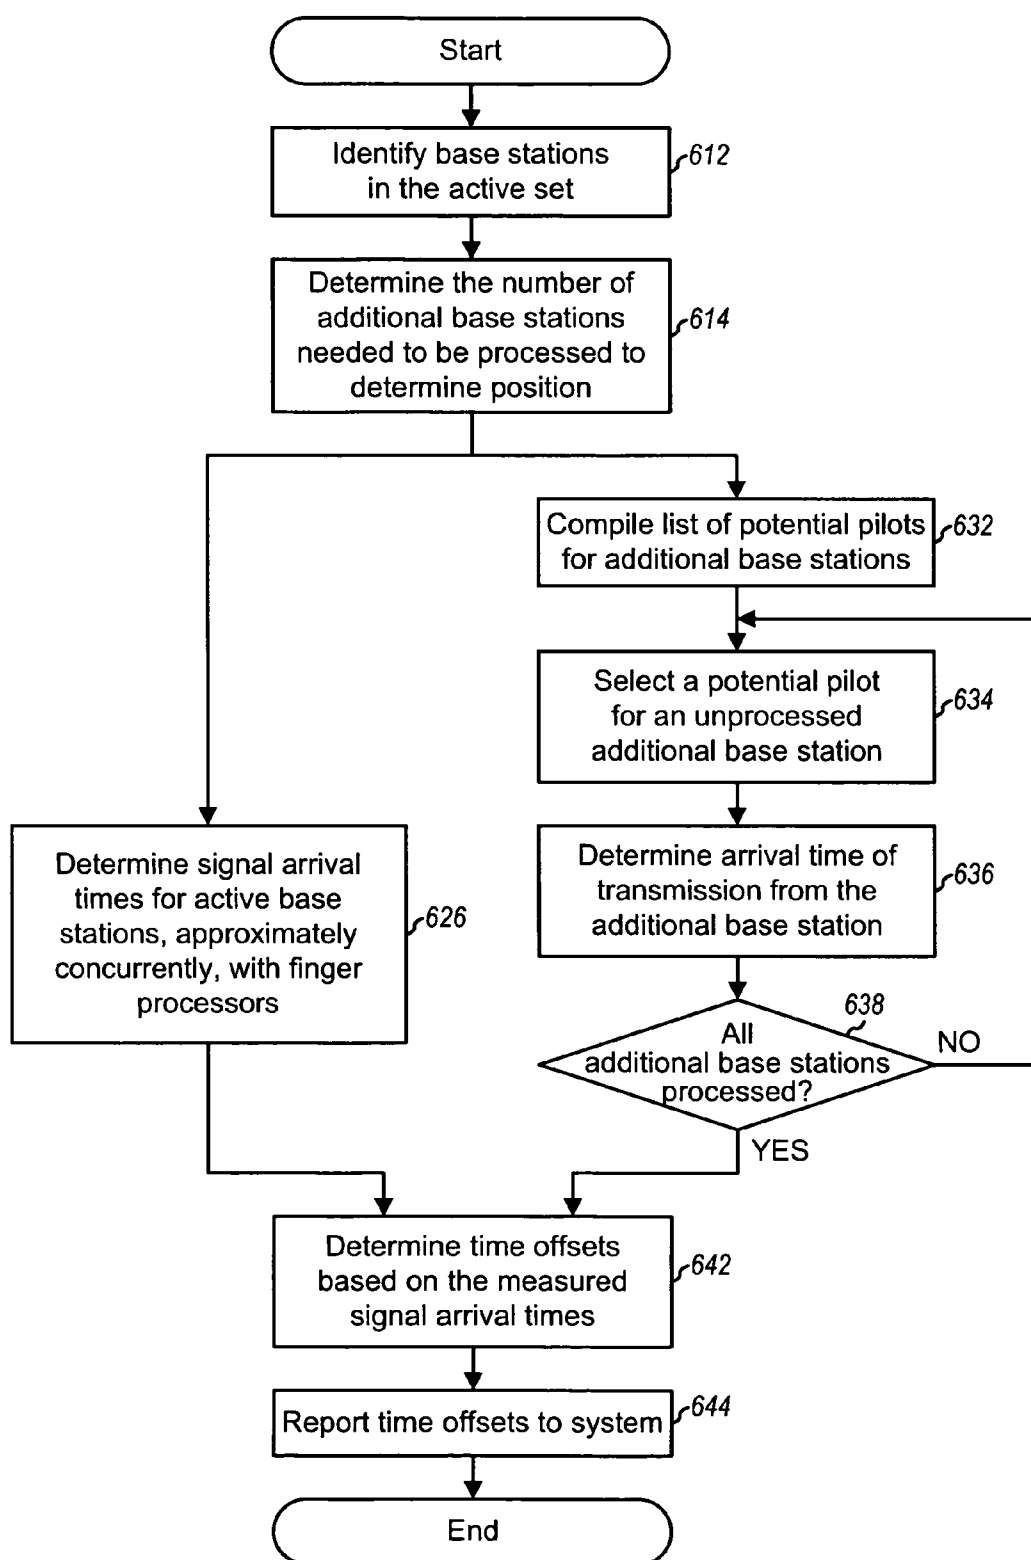 Start
Identify base stations
in the active set
612
Determine the number of
additional base stations
needed to be processed to
determine position
614
Compile list of potential pilots
for additional base stations
632
Select a potential pilot
for an unprocessed
additional base station
634
Determine signal arrival
times for active base
stations, approximately
concurrently, with finger
processors
626
Determine arrival time of
transmission from the
additional base station
636
All
additional base stations
processed?
638
NO
YES
Determine time offsets
based on the measured
signal arrival times
642
Report time offsets to system
644
End